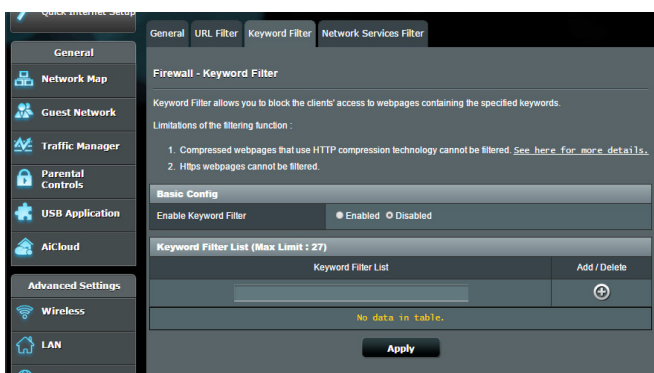 Quick Internet Setup
General
Network Map
Guest Network
Traffic Manager
Parental
Controls
USB Application
AiCloud
Advanced Settings
Wireless
LAN
General URL Filter Keyword Filter Network Services Filter
Firewall - Keyword Filter
Keyword Filter allows you to block the clients' access to webpages containing the specified keywords.
Limitations of the filtering function :
1. Compressed webpages that use HTTP compression technology cannot be filtered. See here for more details.
2. Https webpages cannot be filtered.
Basic Config
Enable Keyword Filter Enabled Disabled
Keyword Filter List (Max Limit : 27)
Keyword Filter List Add / Delete
No data in table.
Apply